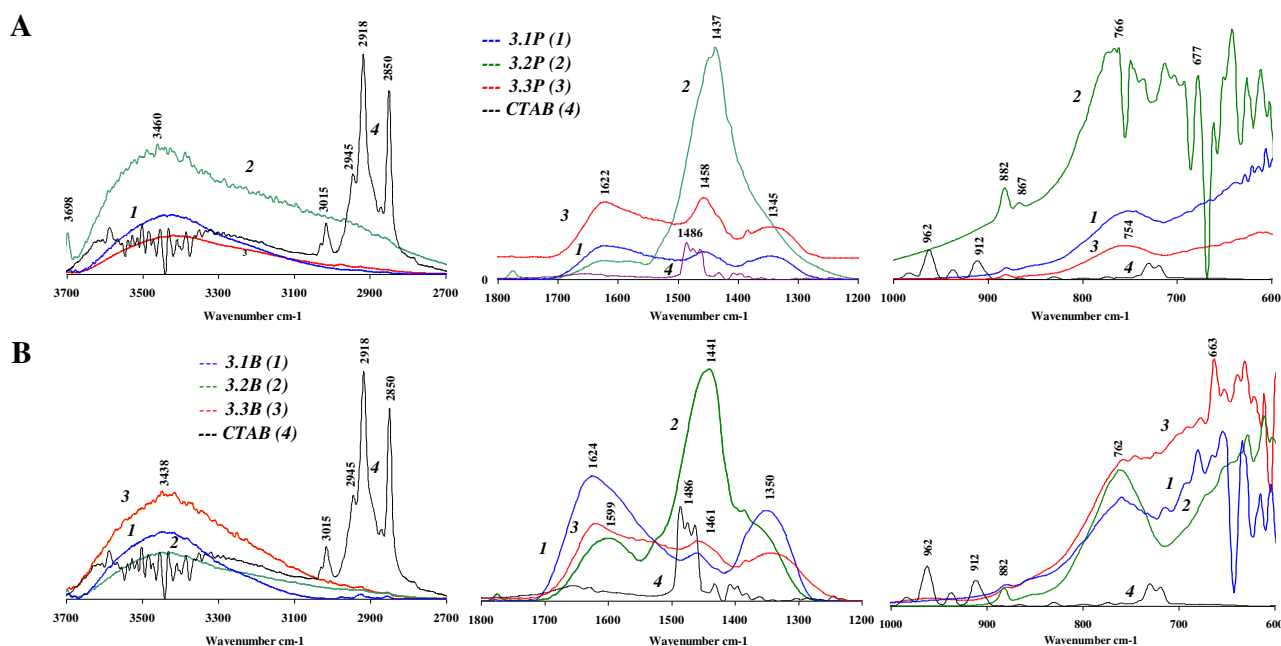 A
3698
3460
1
2
3
3015
2945
2918
4
2850
3700 3500 3300 3100 2900 2700
Wavenumber cm-1
--- 3.1P (1)
--- 3.2P (2)
--- 3.3P (3)
--- CTAB (4)
1437
2
1622
3
1458
1345
1486
1
4
0
1800 1700 1600 1500 1400 1300 1200
Wavenumber cm-1
766
677
2
882
867
1
962
912
754
3
4
1000 900 800 700 600
Wavenumber cm-1
B
--- 3.1B (1)
--- 3.2B (2)
--- 3.3B (3)
--- CTAB (4)
3438
3
1
2
3015
2945
2918
4
2850
3700 3500 3300 3100 2900 2700
Wavenumber cm-1
1441
2
1624
1486
1350
1599
1461
3
1
4
1800 1700 1600 1500 1400 1300 1200
Wavenumber cm-1
663
762
3
1
2
962
912
882
4
1000 900 800 700 600
Wavenumber cm-1